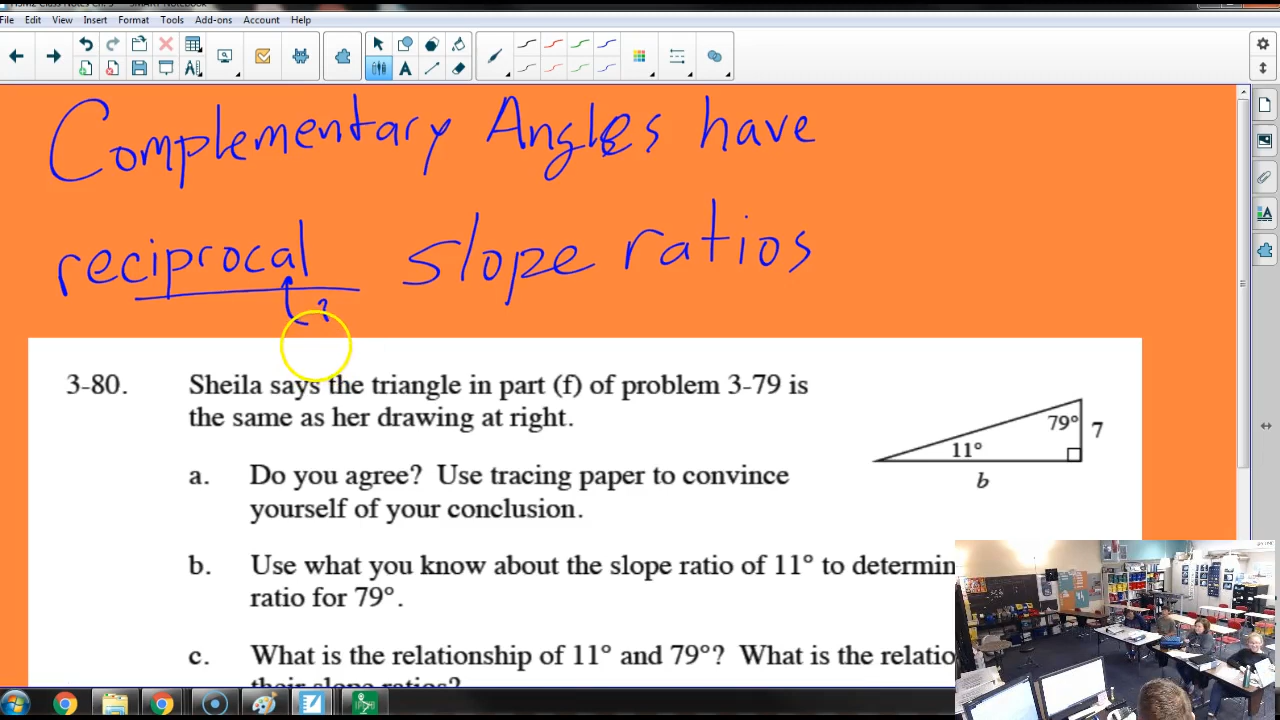 File Edit View Insert Format Tools Add-ons Account Help
Complementary Angles have
reciprocal slope ratios
3-80. Sheila says the triangle in part (f) of problem 3-79 is
the same as her drawing at right.
79° 7
11°
b
a. Do you agree? Use tracing paper to convince
yourself of your conclusion.
b. Use what you know about the slope ratio of 11° to determin
ratio for 79°.
c. What is the relationship of 11° and 79°? What is the relatio
their slope ratios?